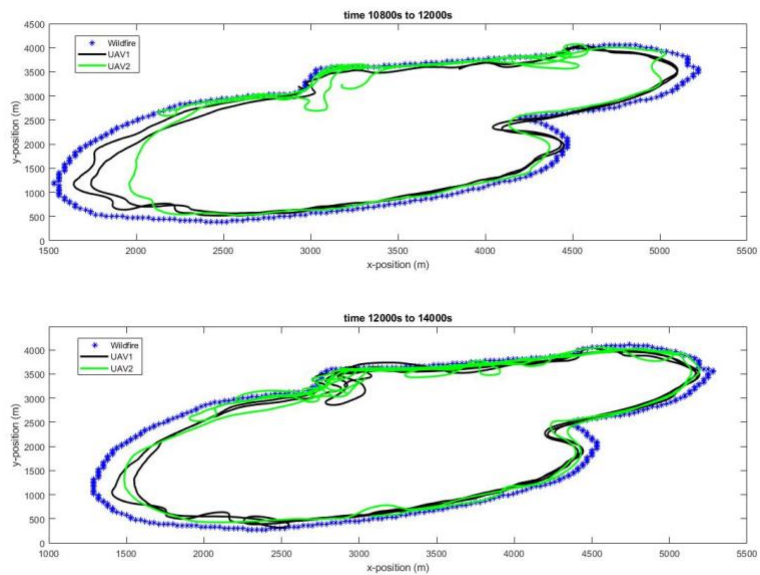 time 10800s to 12000s
4500
4000
3500
3000
2500
2000
1500
1000
500
0
y-position (m)
Wildfire
UAV1
UAV2
1500 2000 2500 3000 3500 4000 4500 5000 5500
x-position (m)
time 12000s to 14000s
4000
3500
3000
2500
2000
1500
1000
500
0
y-position (m)
Wildfire
UAV1
UAV2
1000 1500 2000 2500 3000 3500 4000 4500 5000 5500
x-position (m)